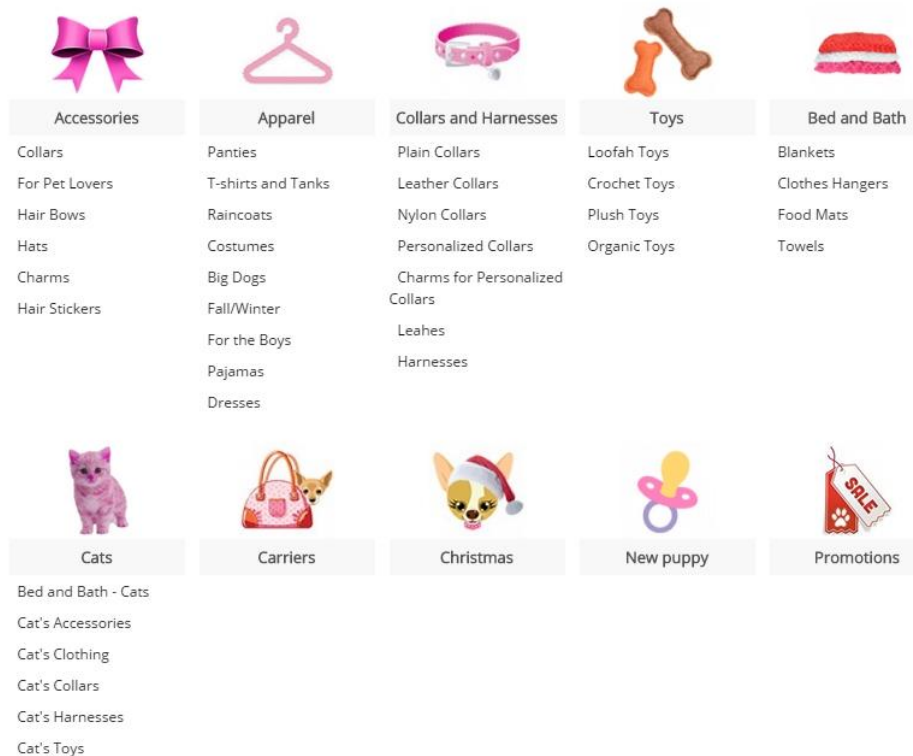 Accessories
Collars
For Pet Lovers
Hair Bows
Hats
Charms
Hair Stickers
Apparel
Panties
T-shirts and Tanks
Raincoats
Costumes
Big Dogs
Fall/Winter
For the Boys
Pajamas
Dresses
Collars and Harnesses
Plain Collars
Leather Collars
Nylon Collars
Personalized Collars
Charms for Personalized
Collars
Leahes
Harnesses
Toys
Loofah Toys
Crochet Toys
Plush Toys
Organic Toys
Bed and Bath
Blankets
Clothes Hangers
Food Mats
Towels
Cats
Bed and Bath - Cats
Cat's Accessories
Cat's Clothing
Cat's Collars
Cat's Harnesses
Cat's Toys
Carriers
Christmas
New puppy
SALE
Promotions